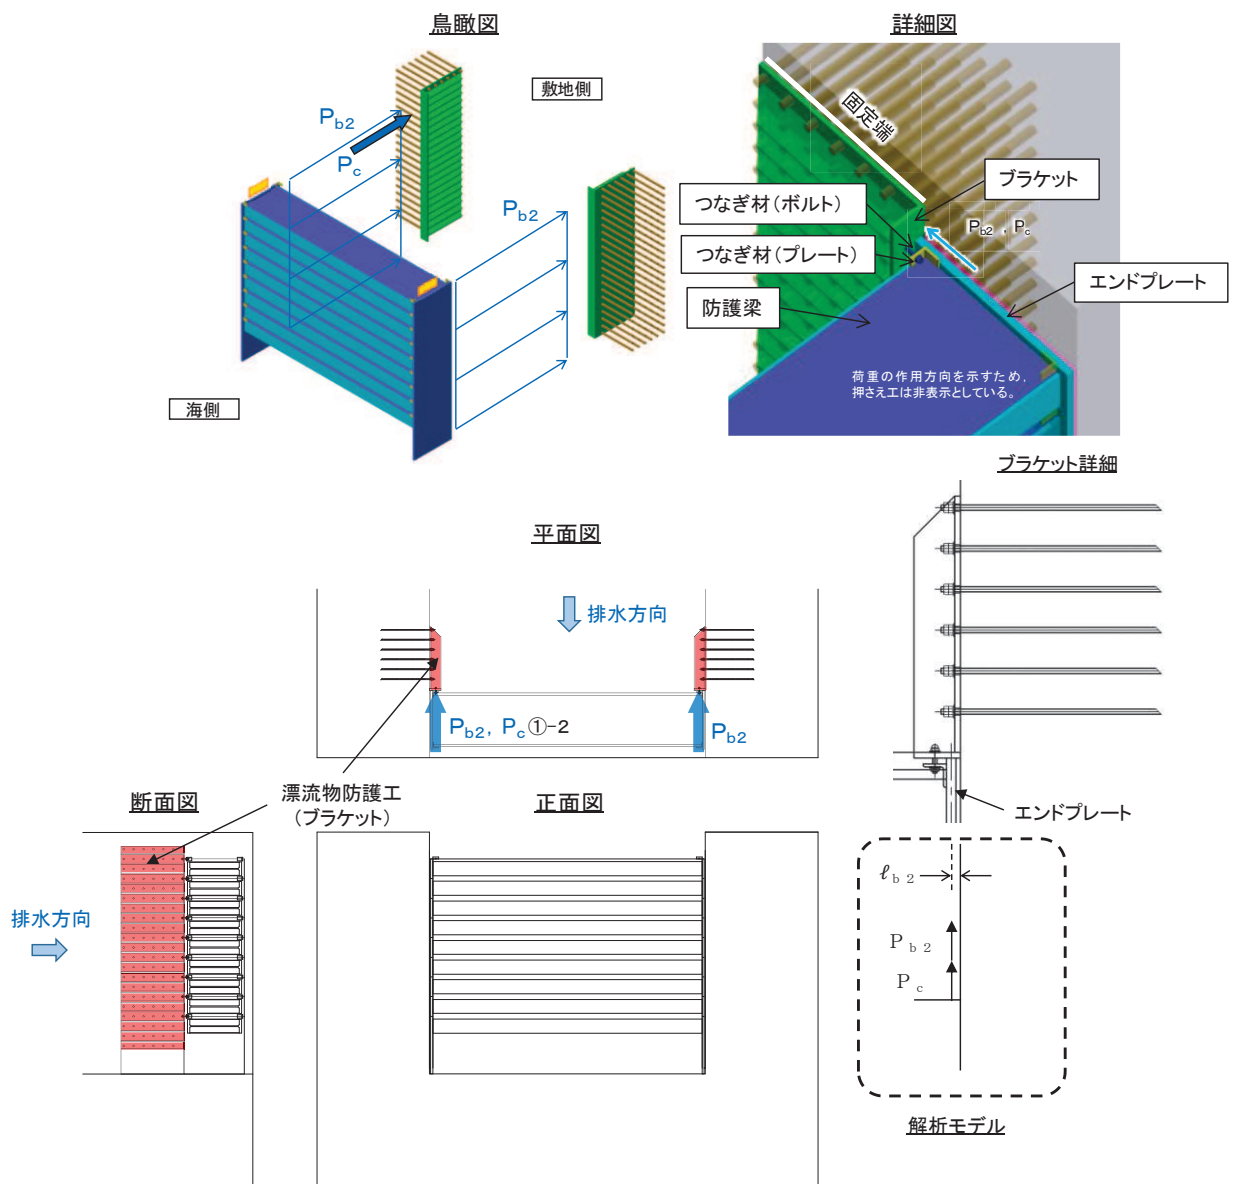 鳥瞰図
敷地側
Pb2
Pc
Pb2
海側
詳細図
固定端
ブラケット
つなぎ材（ボルト）
Pb2 , Pc
つなぎ材（プレート）
エンドプレート
防護梁
荷重の作用方向を示すため，
押さえ工は非表示としている。
ブラケット詳細
エンドプレート
平面図
排水方向
Pb2, Pc①-2
Pb2
漂流物防護工
（ブラケット）
断面図
排水方向
正面図
ℓb2
Pb2
Pc
解析モデル